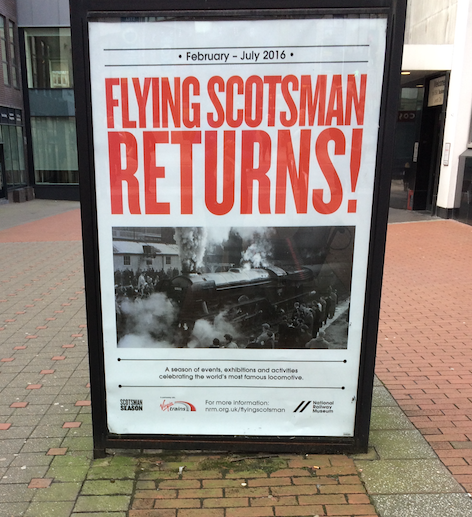 • February – July 2016 •
FLYING SCOTSMAN
RETURNS!
A season of events, exhibitions and activities
celebrating the world's most famous locomotive.
SCOTSMAN
SEASON
Virgin
trains
For more information:
nrm.org.uk/flyingscotsman
National
Railway
Museum